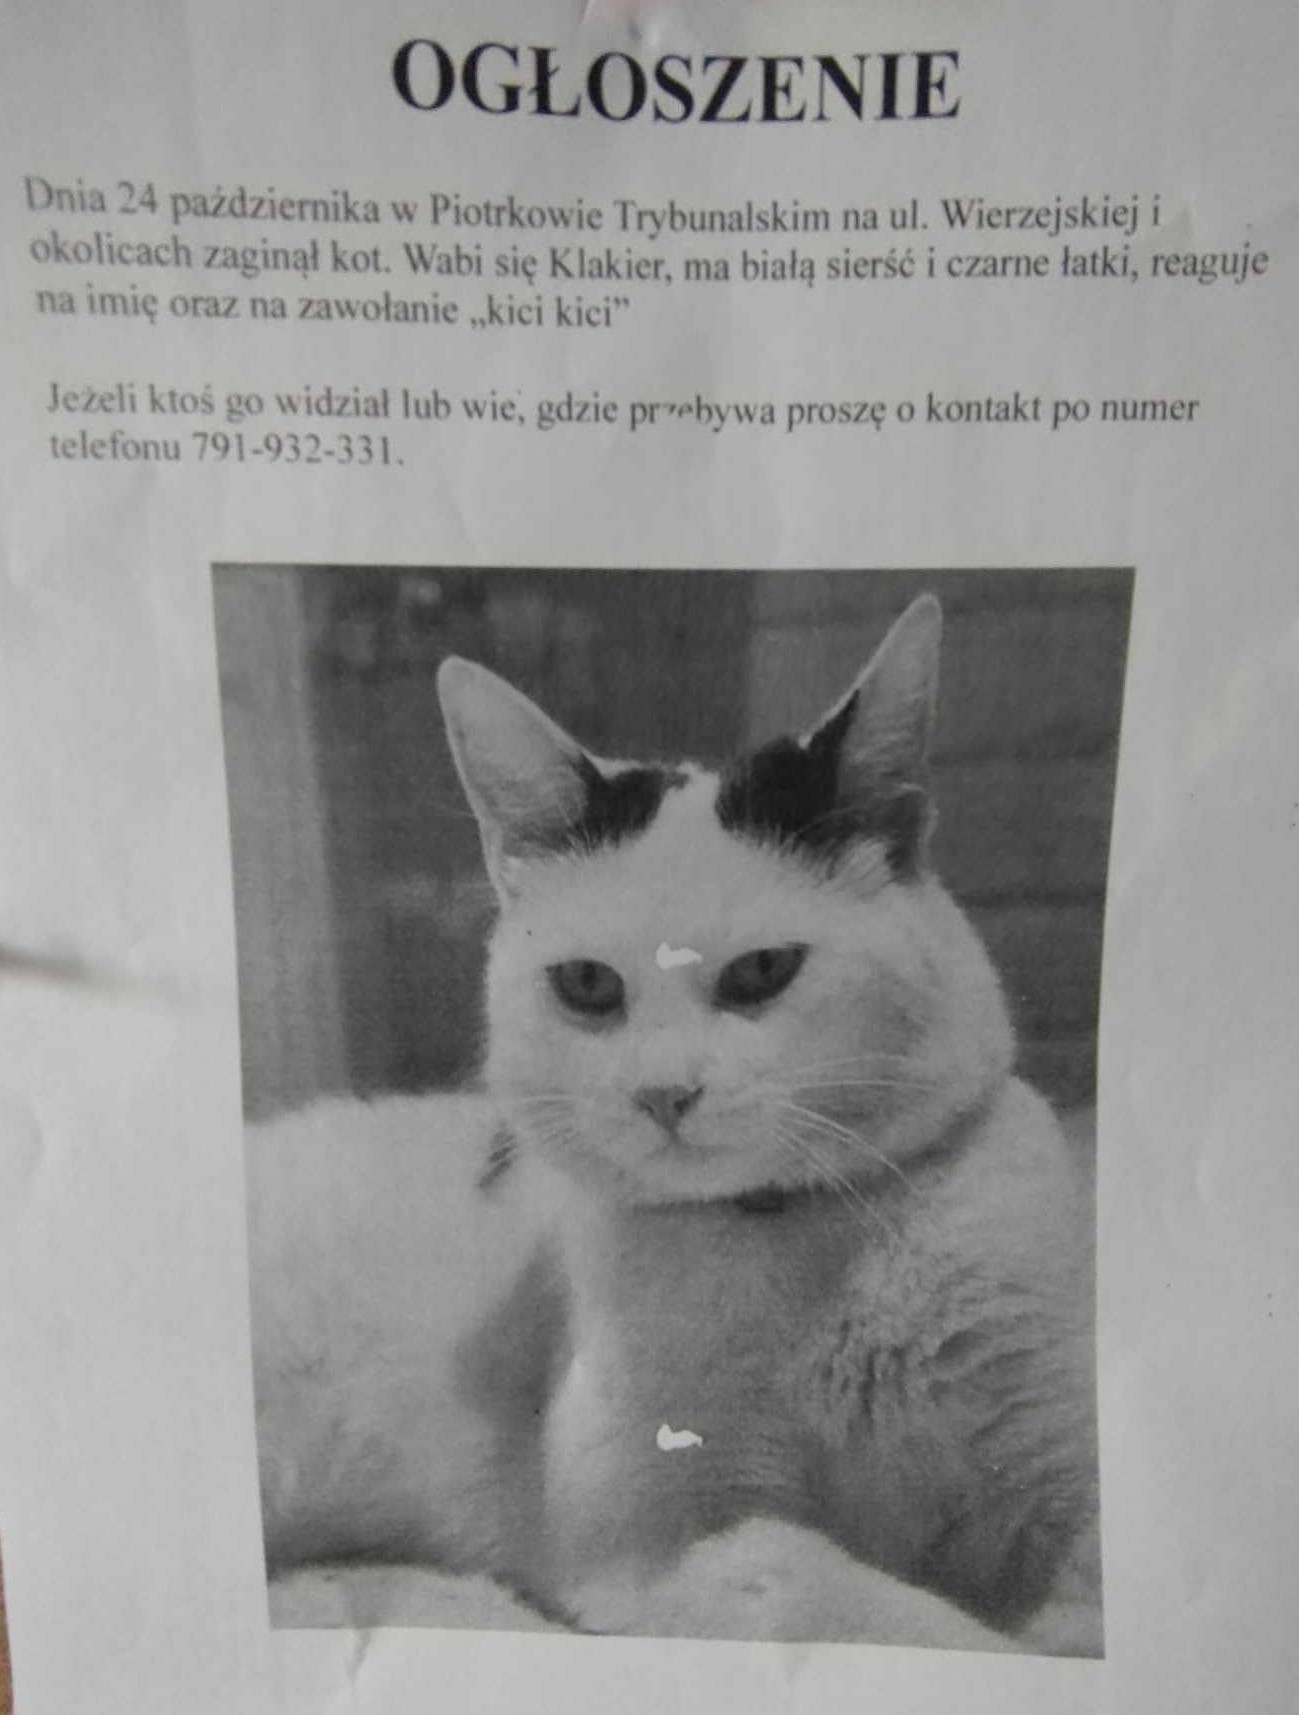 OGŁOSZENIE
Dnia 24 października w Piotrkowie Trybunalskim na ul. Wierzejskiej i
okolicach zaginął kot. Wabi się Klakier, ma białą sierść i czarne łatki, reaguje
na imię oraz na zawołanie „kici kici”
Jeżeli ktoś go widział lub wie, gdzie przebywa proszę o kontakt po numer
telefonu 791-932-331.